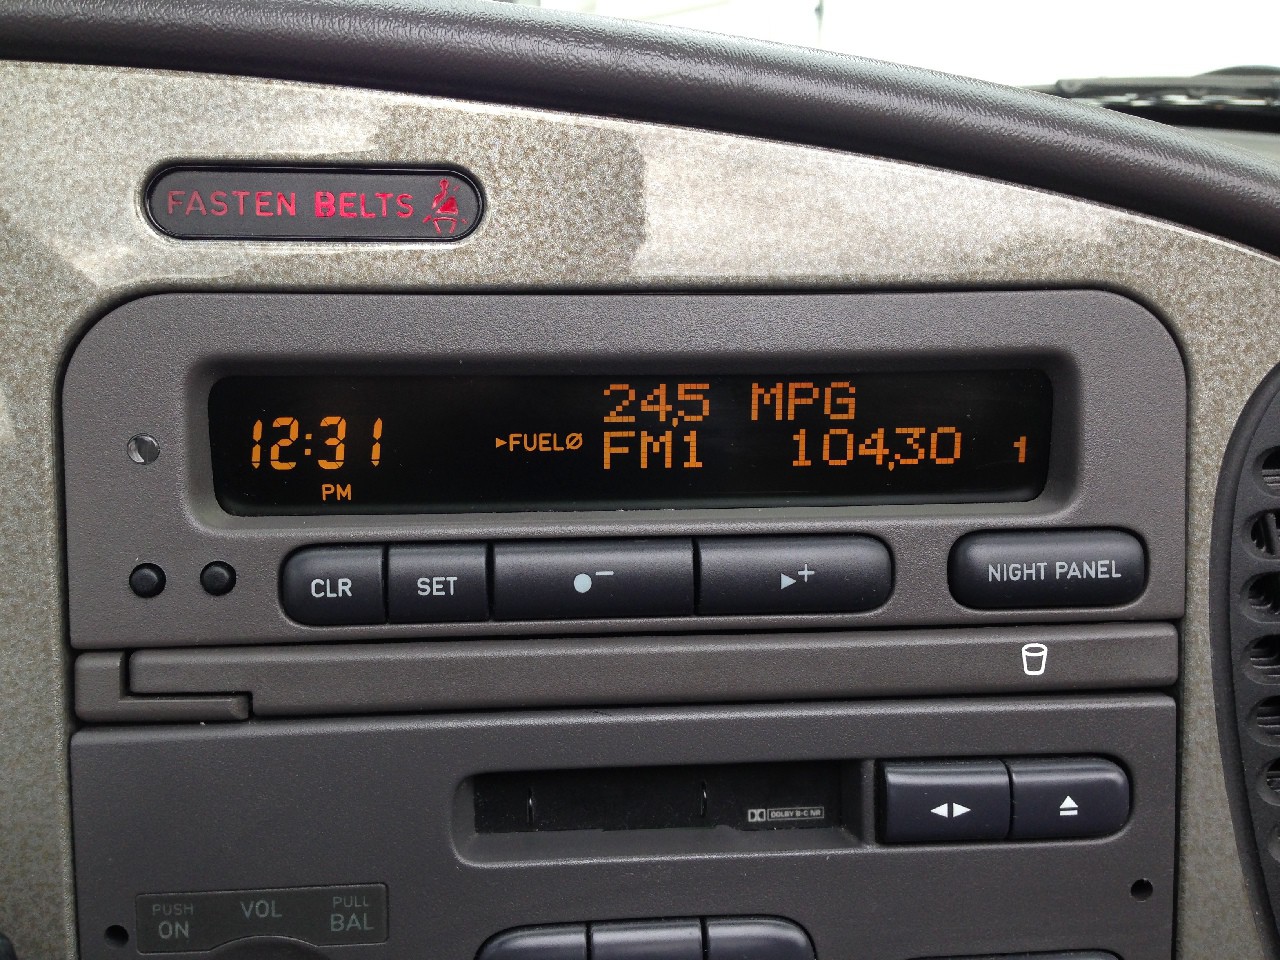 FASTEN BELTS
24,5 MPG
12:31 ▸FUELØ FM1 104,30 1
PM
CLR SET ●− ▸+ NIGHT PANEL
DOLBY B-C NR
PUSH ON VOL PULL BAL